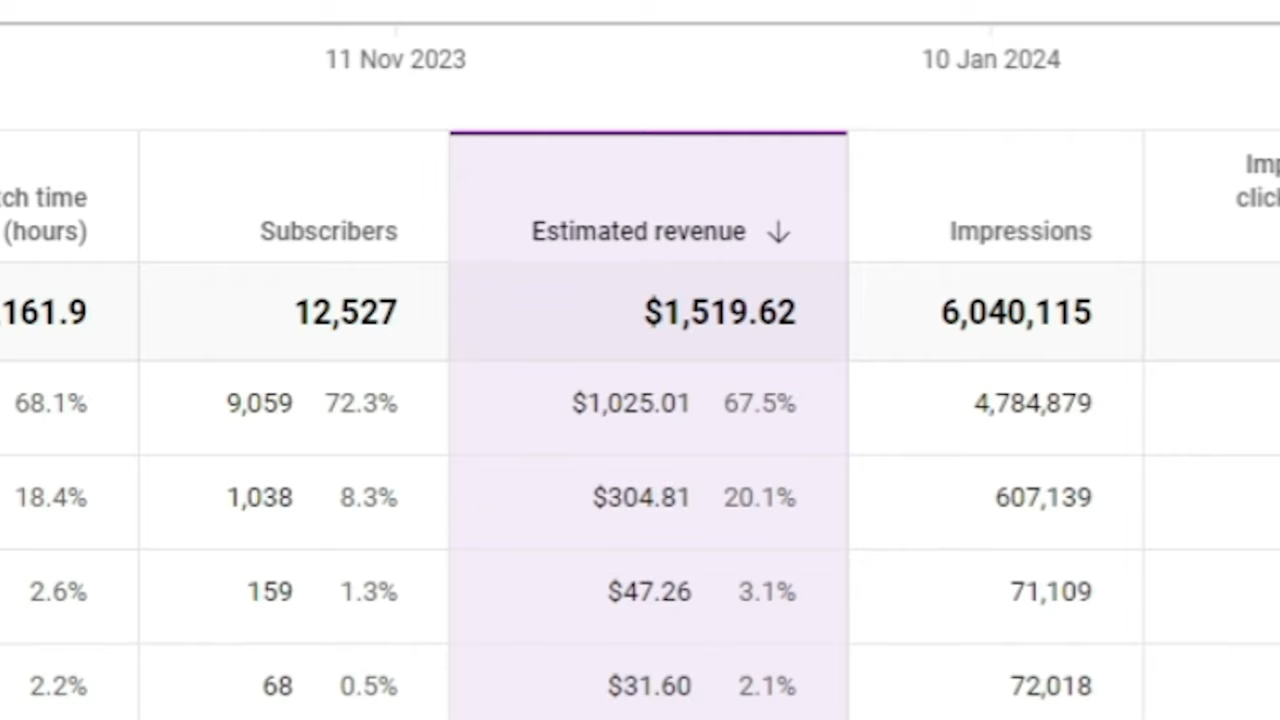 11 Nov 2023 10 Jan 2024
(hours) Subscribers Estimated revenue ↓ Impressions
time
161.9 12,527 $1,519.62 6,040,115
68.1% 9,059 72.3% $1,025.01 67.5% 4,784,879
18.4% 1,038 8.3% $304.81 20.1% 607,139
2.6% 159 1.3% $47.26 3.1% 71,109
2.2% 68 0.5% $31.60 2.1% 72,018